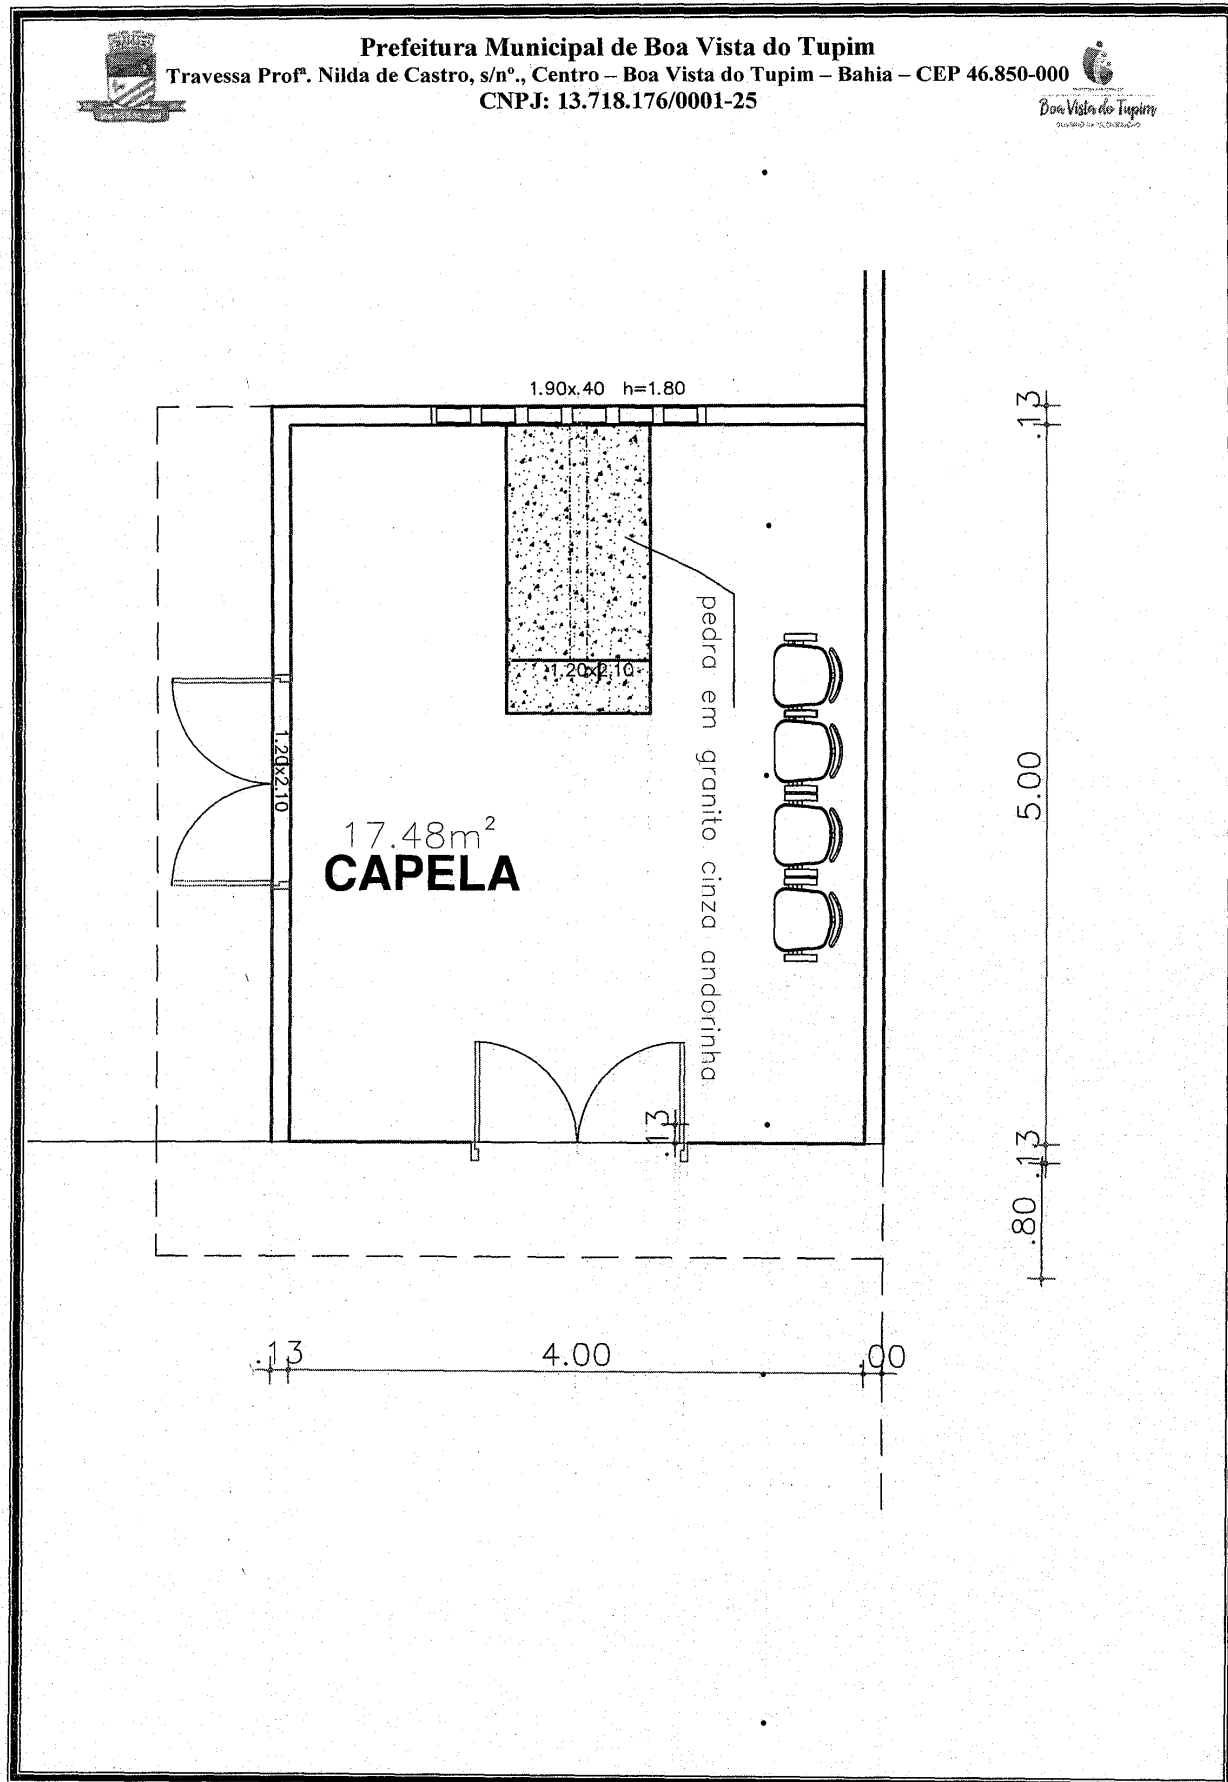 Prefeitura Municipal de Boa Vista do Tupim
Travessa Profª. Nilda de Castro, s/nº., Centro – Boa Vista do Tupim – Bahia – CEP 46.850-000
CNPJ: 13.718.176/0001-25
Boa Vista do Tupim
1.90x.40 h=1.80
.13
1.20x2.10
pedra em granito cinza andorinha
1.20x2.10
5.00
17.48m²
CAPELA
.13
.13
.80
.13
4.00
.00